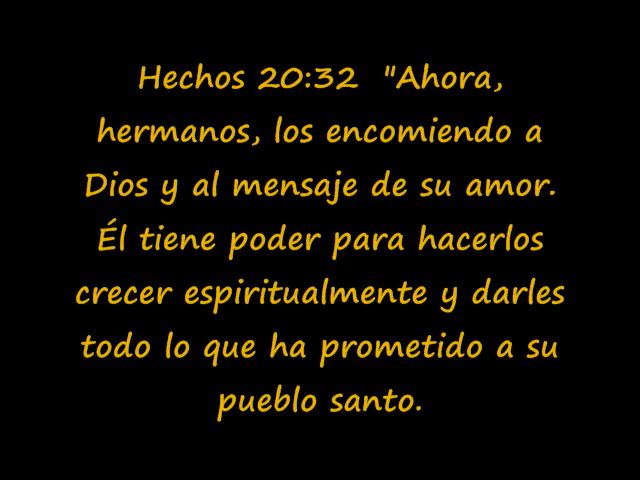 Hechos 20:32  "Ahora,
hermanos, los encomiendo a
Dios y al mensaje de su amor.
Él tiene poder para hacerlos
crecer espiritualmente y darles
todo lo que ha prometido a su
pueblo santo.